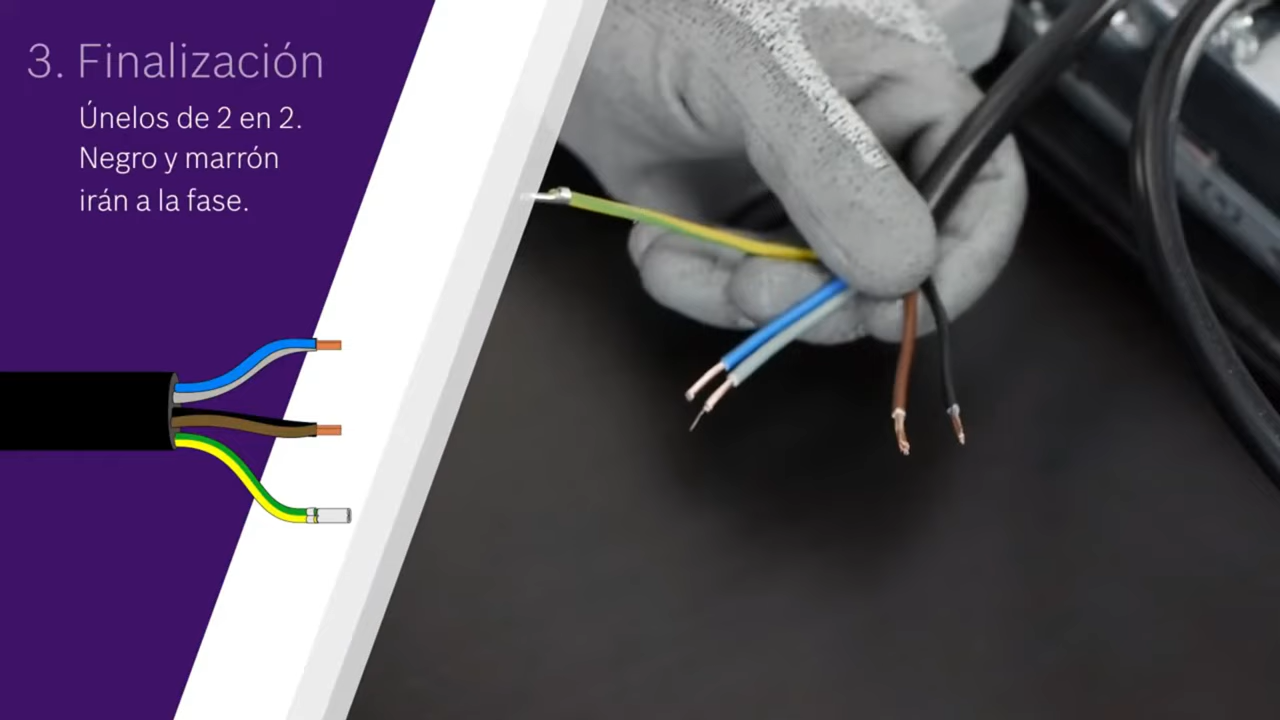 3. Finalización
Únelos de 2 en 2.
Negro y marrón
irán a la fase.